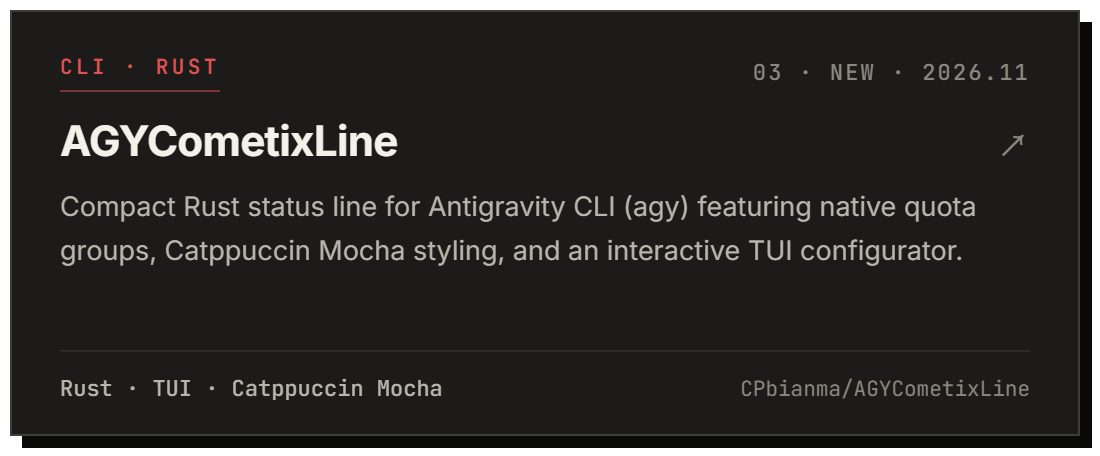 CLI · RUST
03 · NEW · 2026.11
AGYCometixLine
↗
Compact Rust status line for Antigravity CLI (agy) featuring native quota
groups, Catppuccin Mocha styling, and an interactive TUI configurator.
Rust · TUI · Catppuccin Mocha
CPbianma/AGYCometixLine